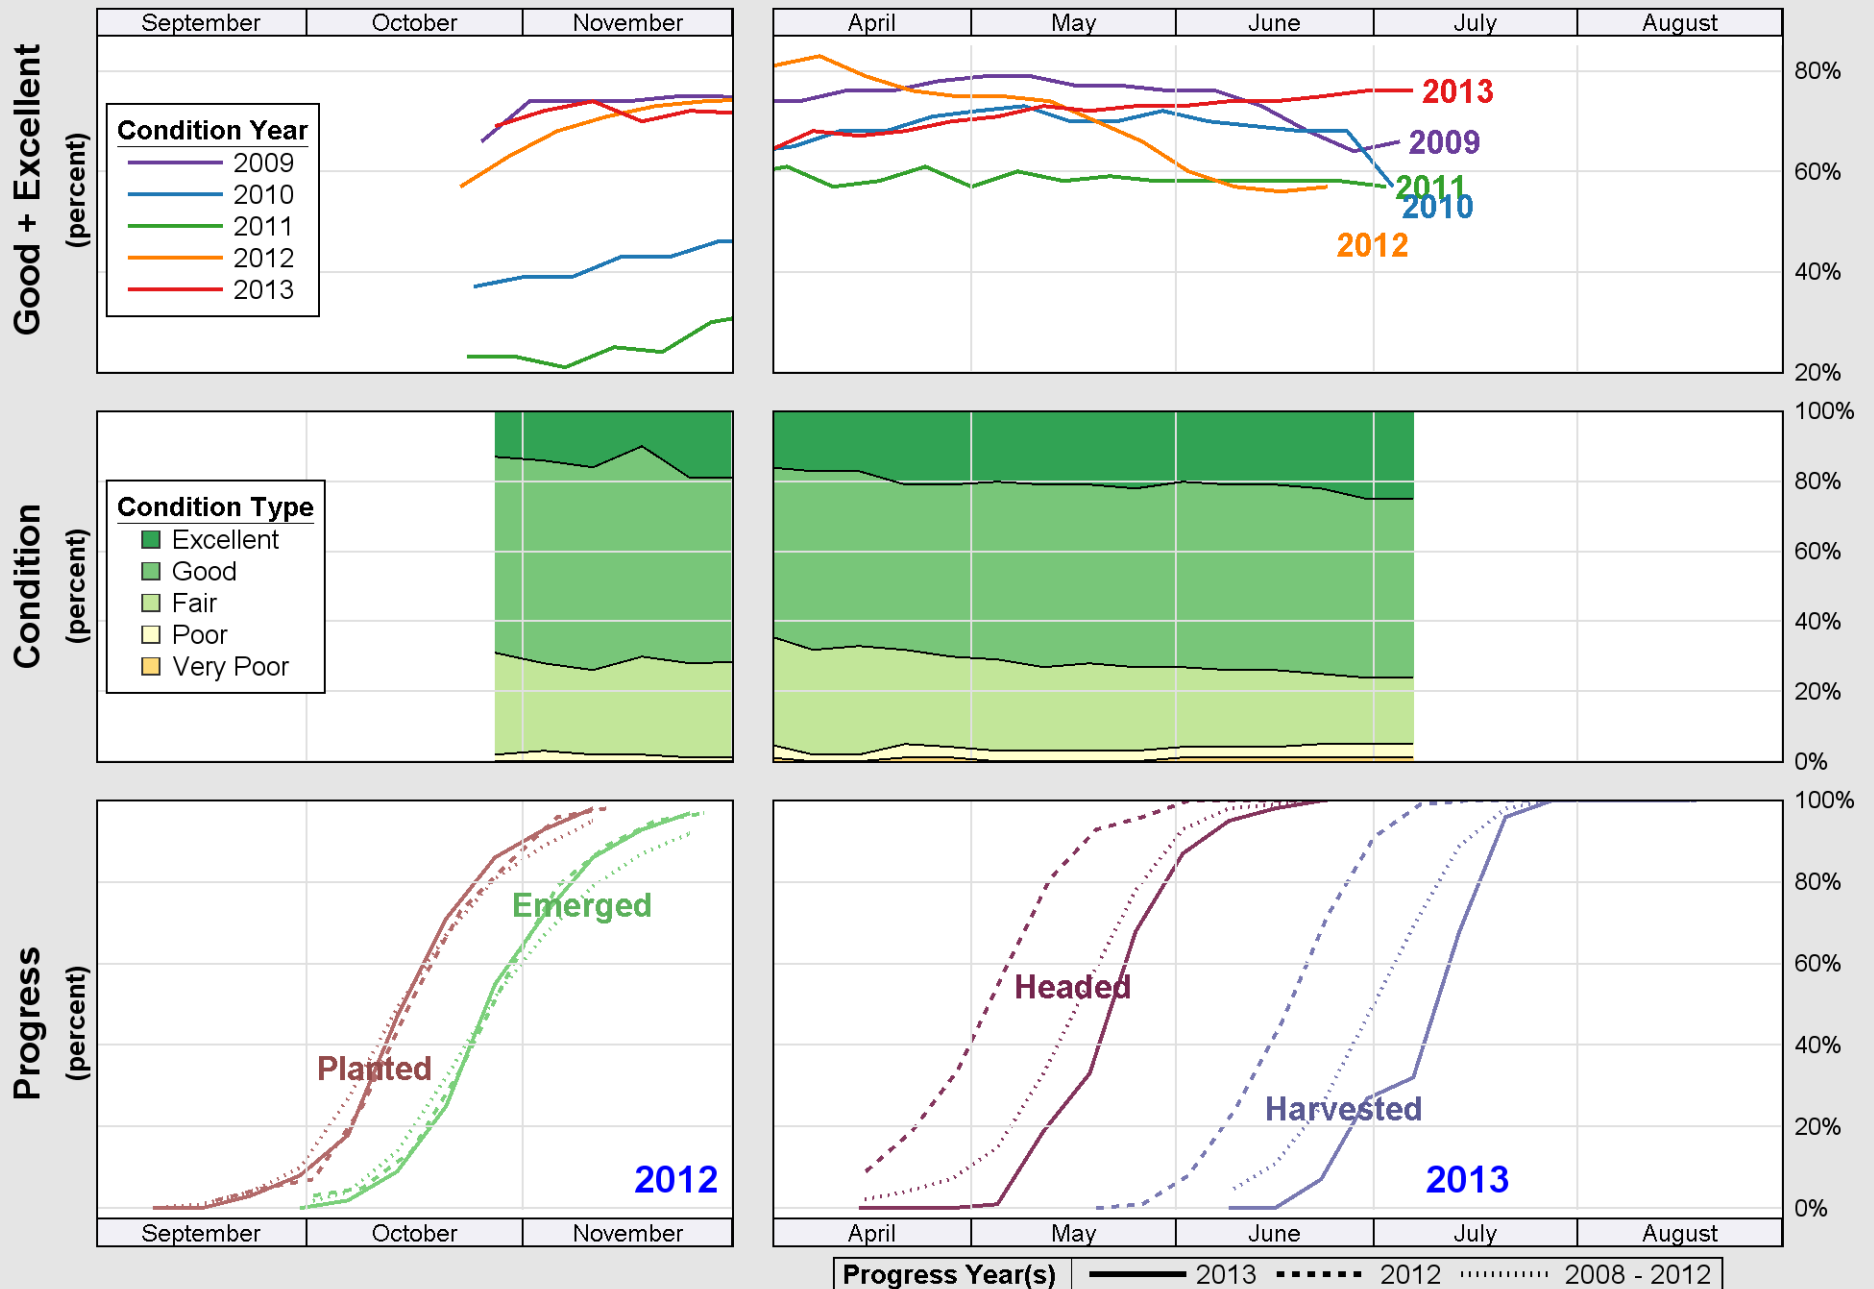 September October November April May June July August
Good + Excellent
(percent)
Condition Year
2009
2010
2011
2012
2013
2013
2009
2011
2010
2012
80%
60%
40%
20%
Condition
(percent)
Condition Type
Excellent
Good
Fair
Poor
Very Poor
100%
80%
60%
40%
20%
0%
Progress
(percent)
Planted
Emerged
2012
Headed
Harvested
2013
100%
80%
60%
40%
20%
0%
September October November April May June July August
Progress Year(s) 2013 2012 2008 - 2012